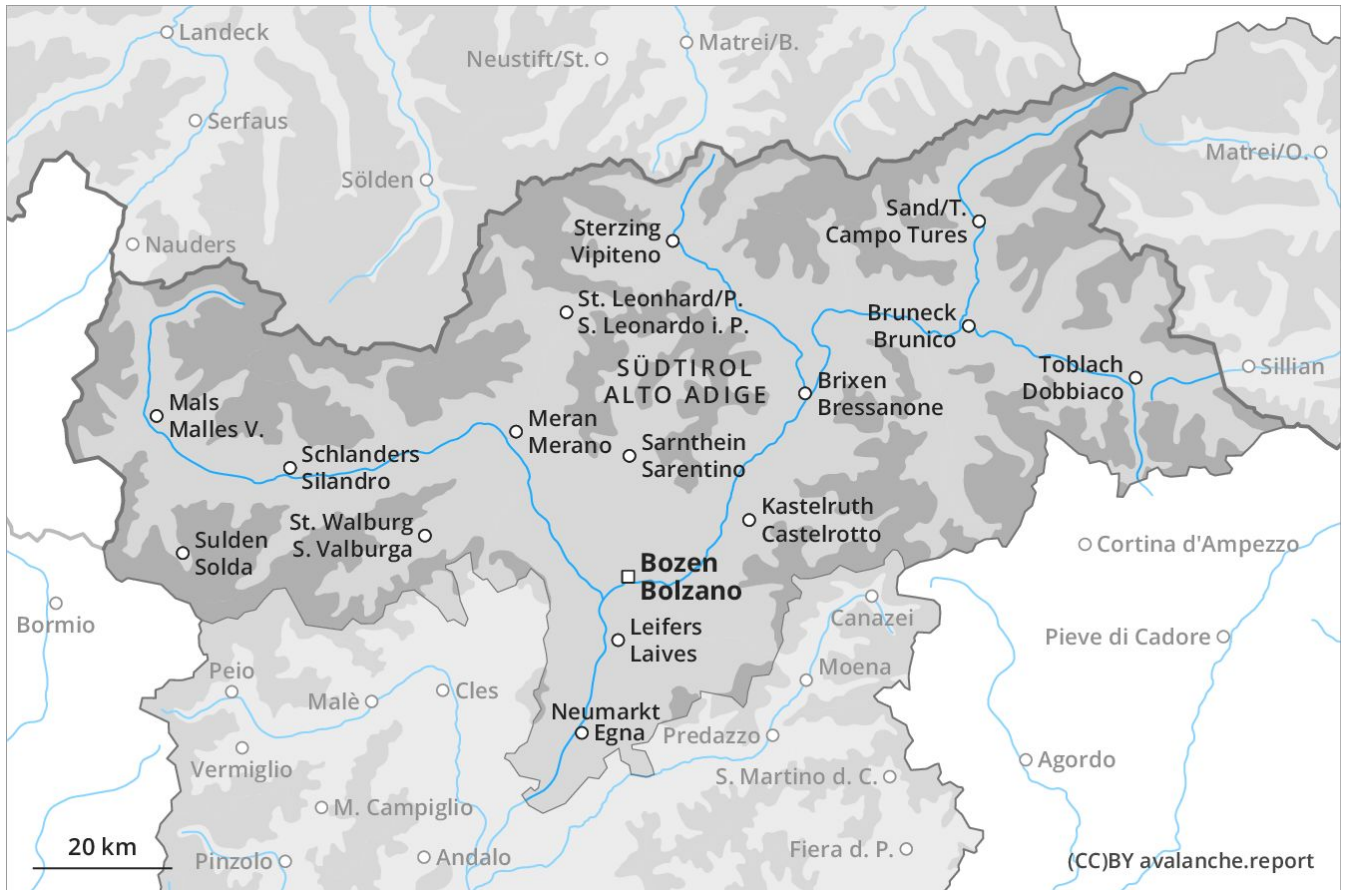 Landeck
Matrei/B.
Neustift/St.
Serfaus
Matrei/O.
Sölden
Sand/T.
Campo Tures
Sterzing
Vipiteno
Nauders
St. Leonhard/P.
S. Leonardo i. P.
Bruneck
Brunico
SÜDTIROL
ALTO ADIGE
Toblach
Dobbiaco
Sillian
Brixen
Bressanone
Mals
Malles V.
Meran
Merano
Sarnthein
Sarentino
Schlanders
Silandro
Kastelruth
Castelrotto
St. Walburg
S. Valburga
Sulden
Solda
Cortina d'Ampezzo
Bozen
Bolzano
Bormio
Canazei
Leifers
Laives
Pieve di Cadore
Peio
Moena
Malè
Cles
Neumarkt
Egna
Predazzo
Vermiglio
Agordo
S. Martino d. C.
M. Campiglio
20 km
Pinzolo
Andalo
Fiera d. P.
(CC)BY avalanche.report